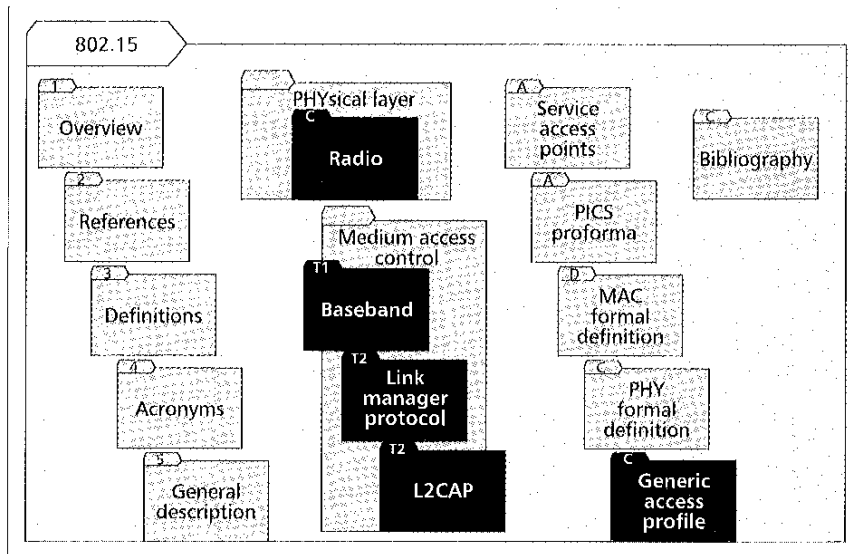 802.15
1
Overview
2
References
3
Definitions
4
Acronyms
5
General
description
PHYsical layer
C
Radio
Medium access
control
T1
Baseband
T2
Link
manager
protocol
T2
L2CAP
A
Service
access
points
A
PICS
proforma
D
MAC
formal
definition
C
PHY
formal
definition
C
Generic
access
profile
C
Bibliography